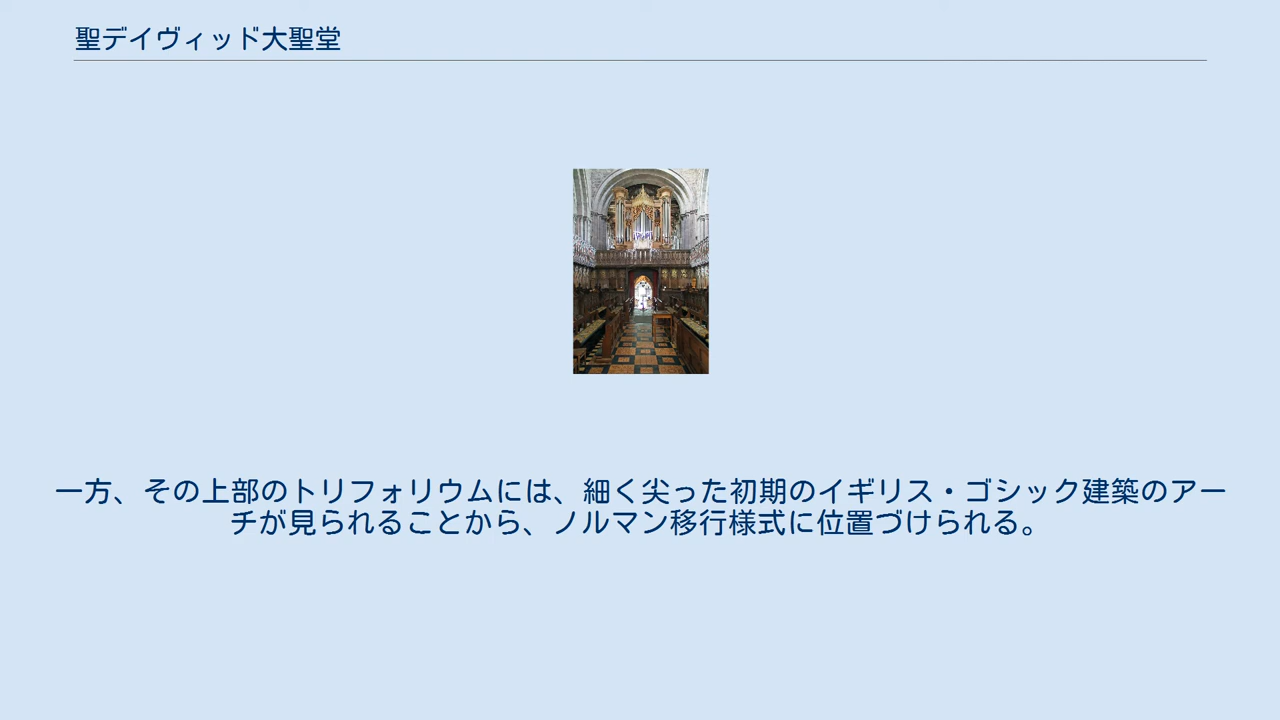 聖デイヴィッド大聖堂
一方、その上部のトリフォリウムには、細く尖った初期のイギリス・ゴシック建築のアー
チが見られることから、ノルマン移行様式に位置づけられる。